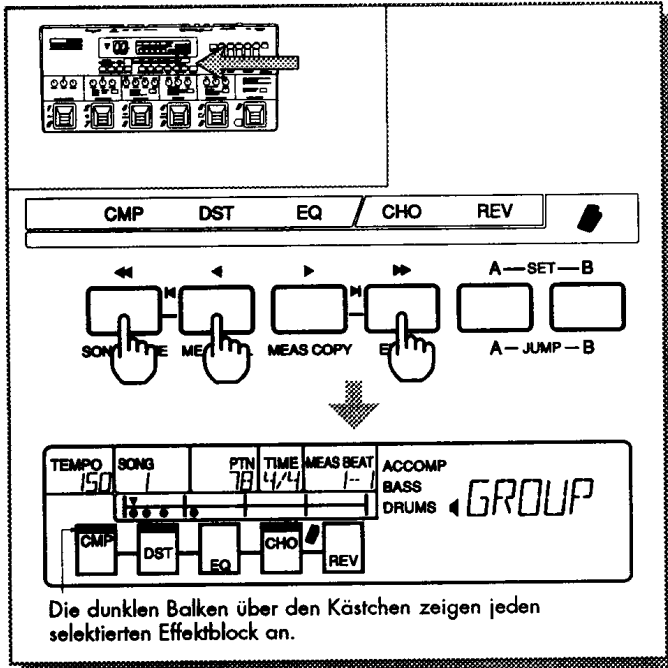 CMP DST EQ CHO REV
A—SET—B
MEAS COPY
A—JUMP—B
TEMPO SONG PTN TIME MEAS BEAT ACCOMP
150 1 78 4/4 1-- 1 BASS
DRUMS GROUP
CMP DST EQ CHO REV
Die dunklen Balken über den Kästchen zeigen jeden
selektierten Effektblock an.